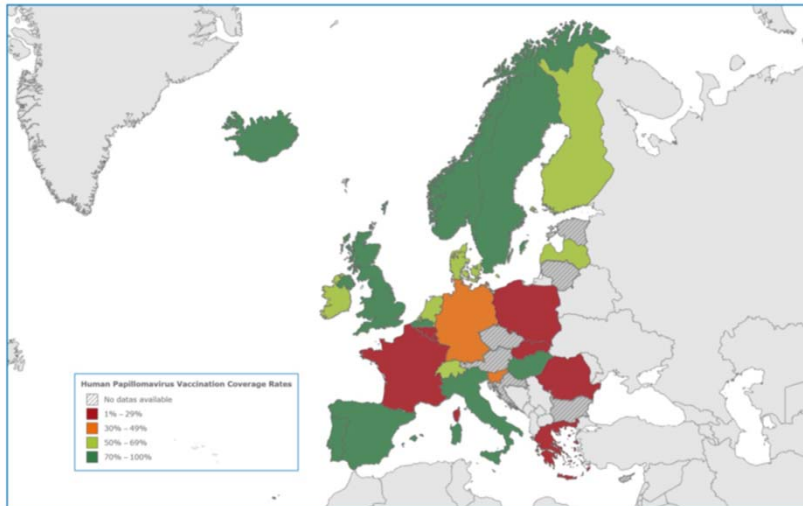 Human Papillomavirus Vaccination Coverage Rates
No datas available
1% – 29%
30% – 49%
50% – 69%
70% – 100%